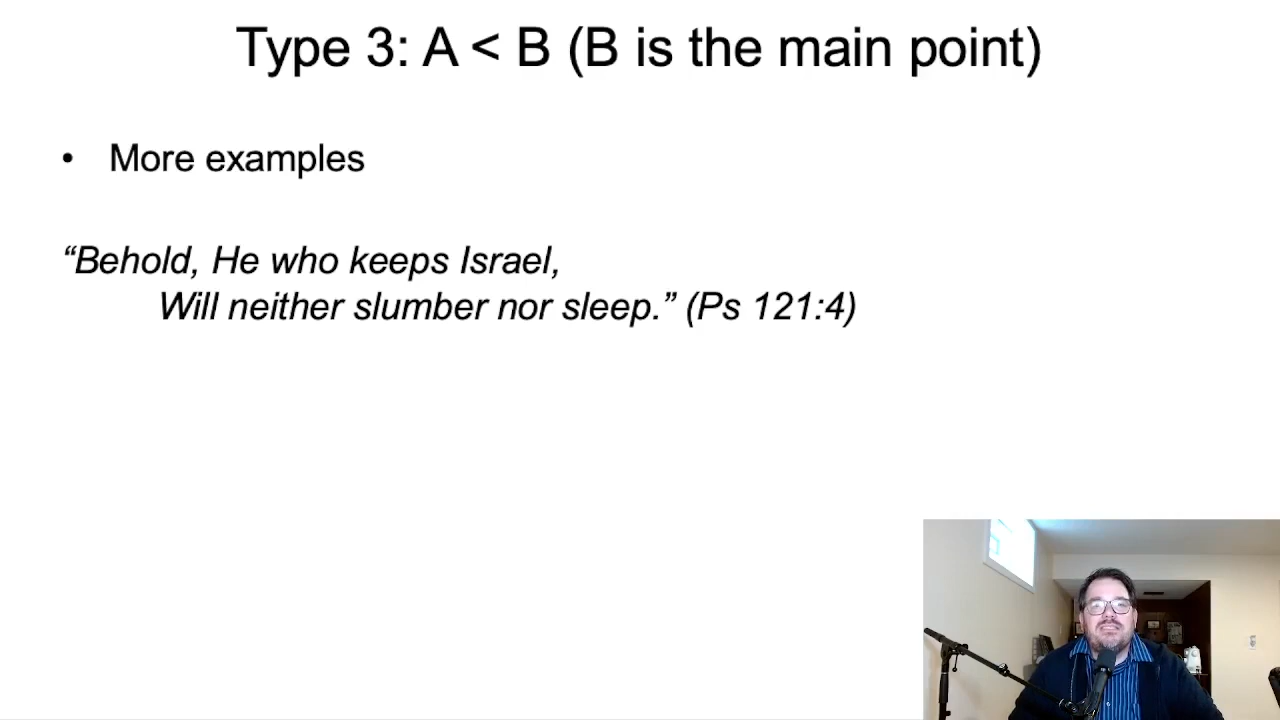 Type 3: A < B (B is the main point)
• More examples
“Behold, He who keeps Israel,
Will neither slumber nor sleep.” (Ps 121:4)